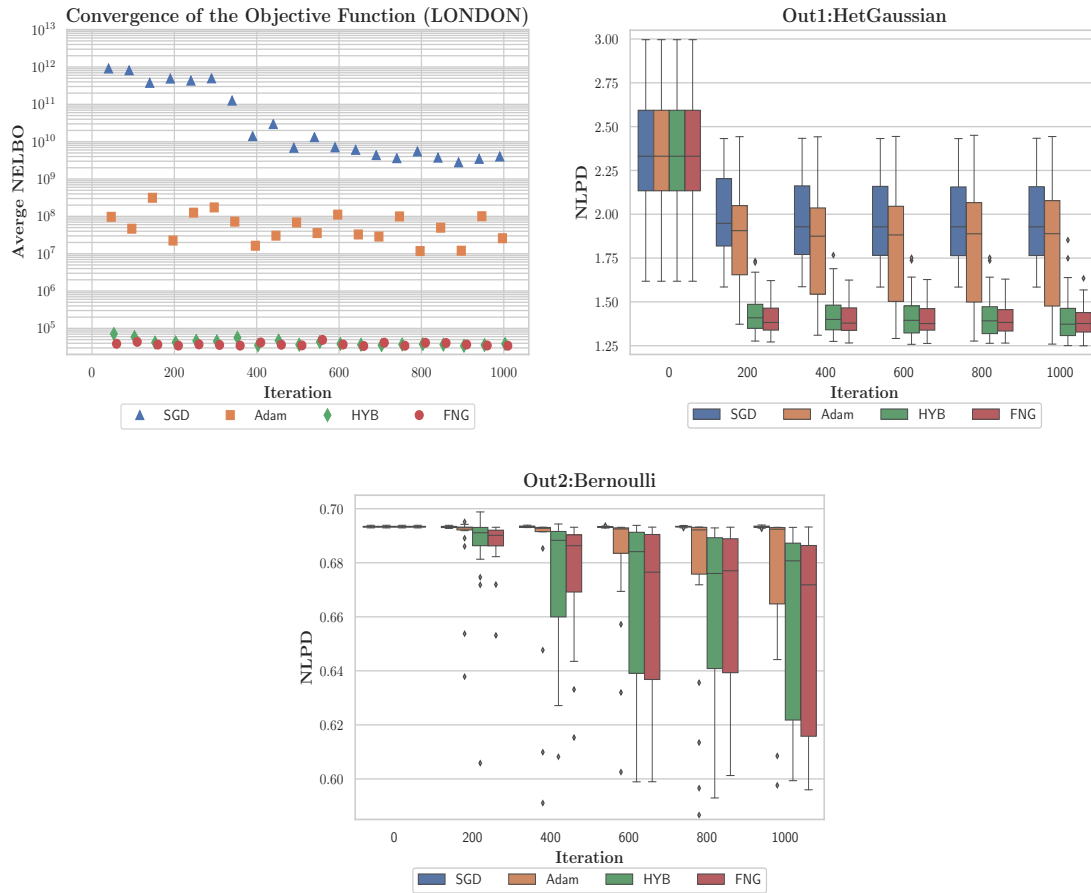 Convergence of the Objective Function (LONDON)
Averge NELBO
10^13
10^12
10^11
10^10
10^9
10^8
10^7
10^6
10^5
0 200 400 600 800 1000
Iteration
SGD Adam HYB FNG
Out1:HetGaussian
NLPD
3.00
2.75
2.50
2.25
2.00
1.75
1.50
1.25
0 200 400 600 800 1000
Iteration
SGD Adam HYB FNG
Out2:Bernoulli
NLPD
0.70
0.68
0.66
0.64
0.62
0.60
0 200 400 600 800 1000
Iteration
SGD Adam HYB FNG